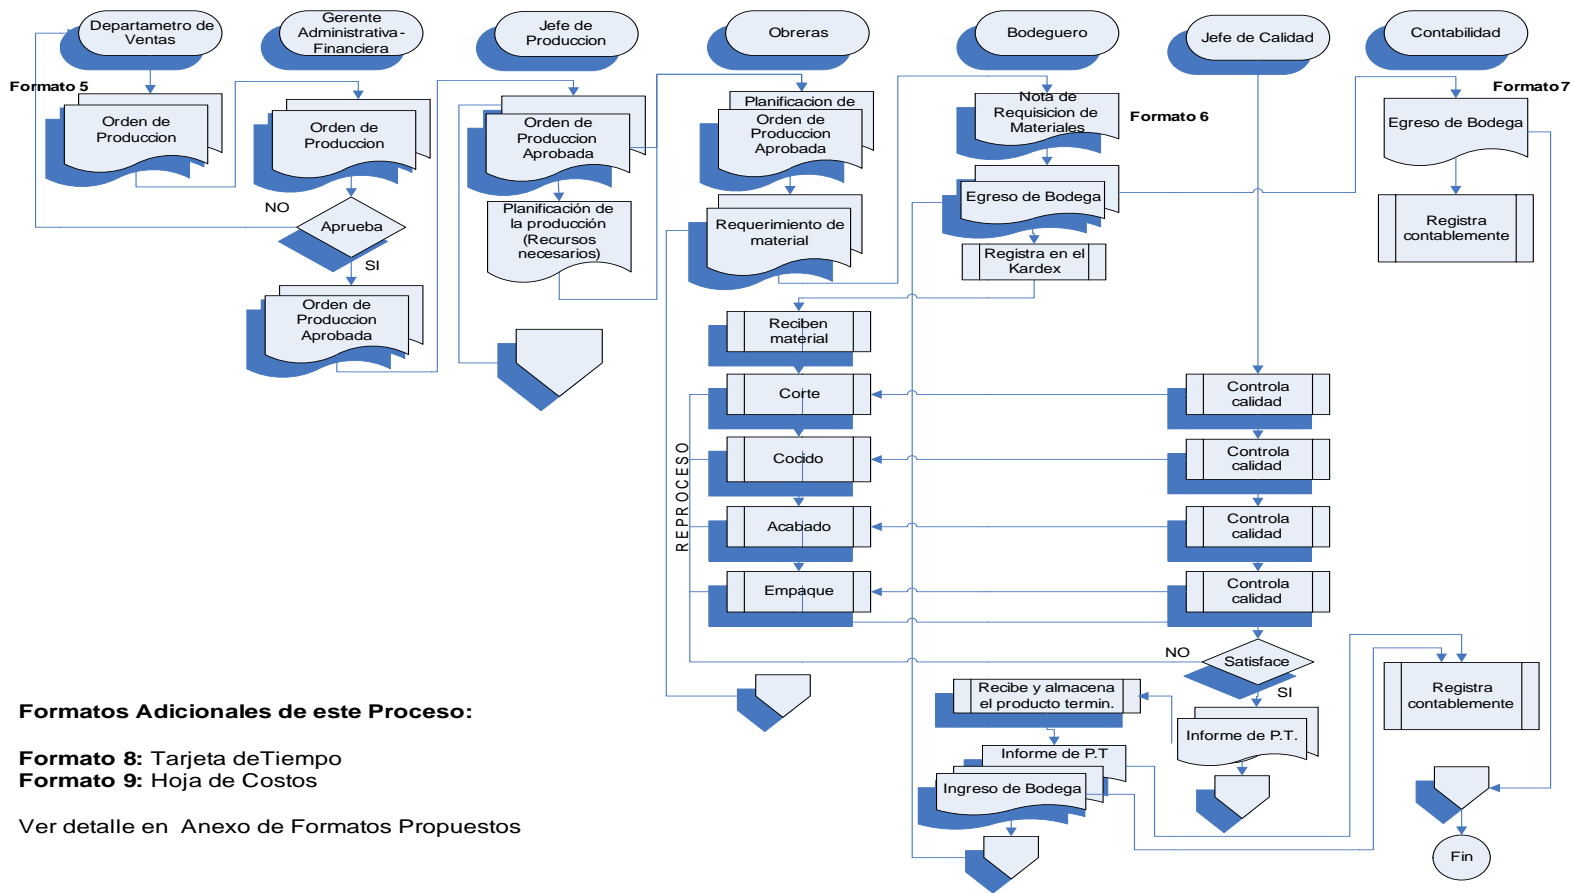 Departametro de
Ventas
Gerente
Administrativa-
Financiera
Jefe de
Produccion
Obreras
Bodeguero
Jefe de Calidad
Contabilidad
Formato 5
Orden de
Produccion
Orden de
Produccion
NO
Aprueba
SI
Orden de
Produccion
Aprobada
Orden de
Produccion
Aprobada
Planificación de
la producción
(Recursos
necesarios)
Planificacion de
Orden de
Produccion
Aprobada
Requerimiento de
material
Nota de
Requisicion de
Materiales
Formato 6
Egreso de Bodega
Registra en el
Kardex
Formato 7
Egreso de Bodega
Registra
contablemente
Reciben
material
Corte
Cocido
Acabado
Empaque
REPROCESO
Controla
calidad
Controla
calidad
Controla
calidad
Controla
calidad
NO
Satisface
SI
Informe de P.T.
Recibe y almacena
el producto termin.
Informe de P.T
Ingreso de Bodega
Registra
contablemente
Fin
Formatos Adicionales de este Proceso:
Formato 8: Tarjeta deTiempo
Formato 9: Hoja de Costos
Ver detalle en Anexo de Formatos Propuestos